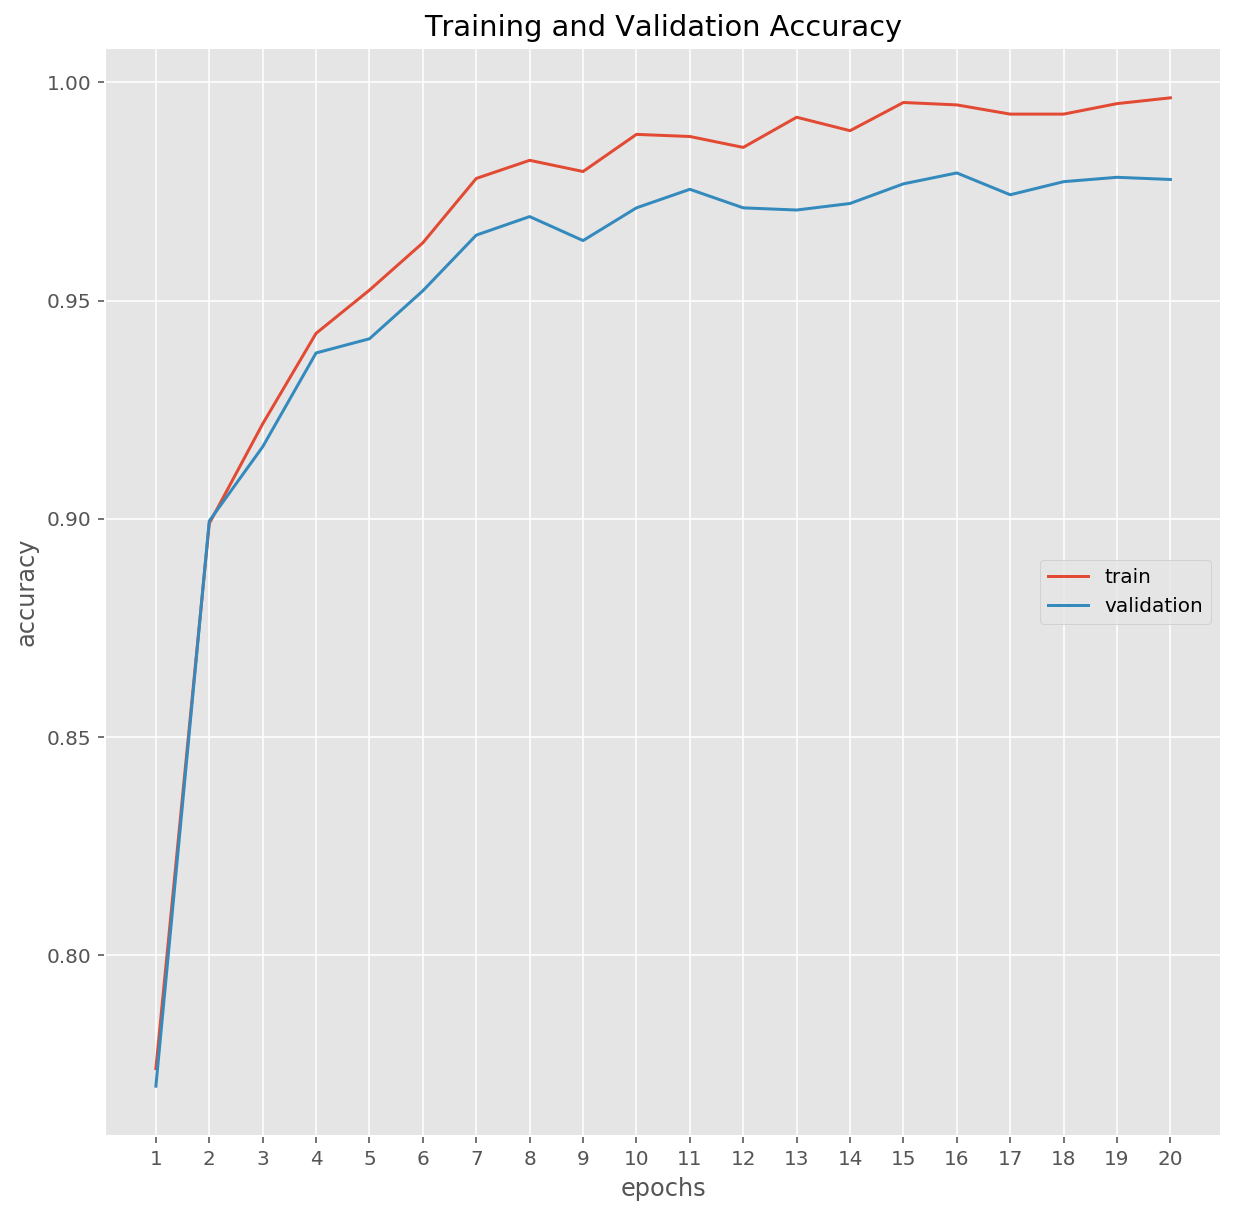 Training and Validation Accuracy
1.00
0.95
0.90
0.85
0.80
accuracy
train
validation
1 2 3 4 5 6 7 8 9 10 11 12 13 14 15 16 17 18 19 20
epochs